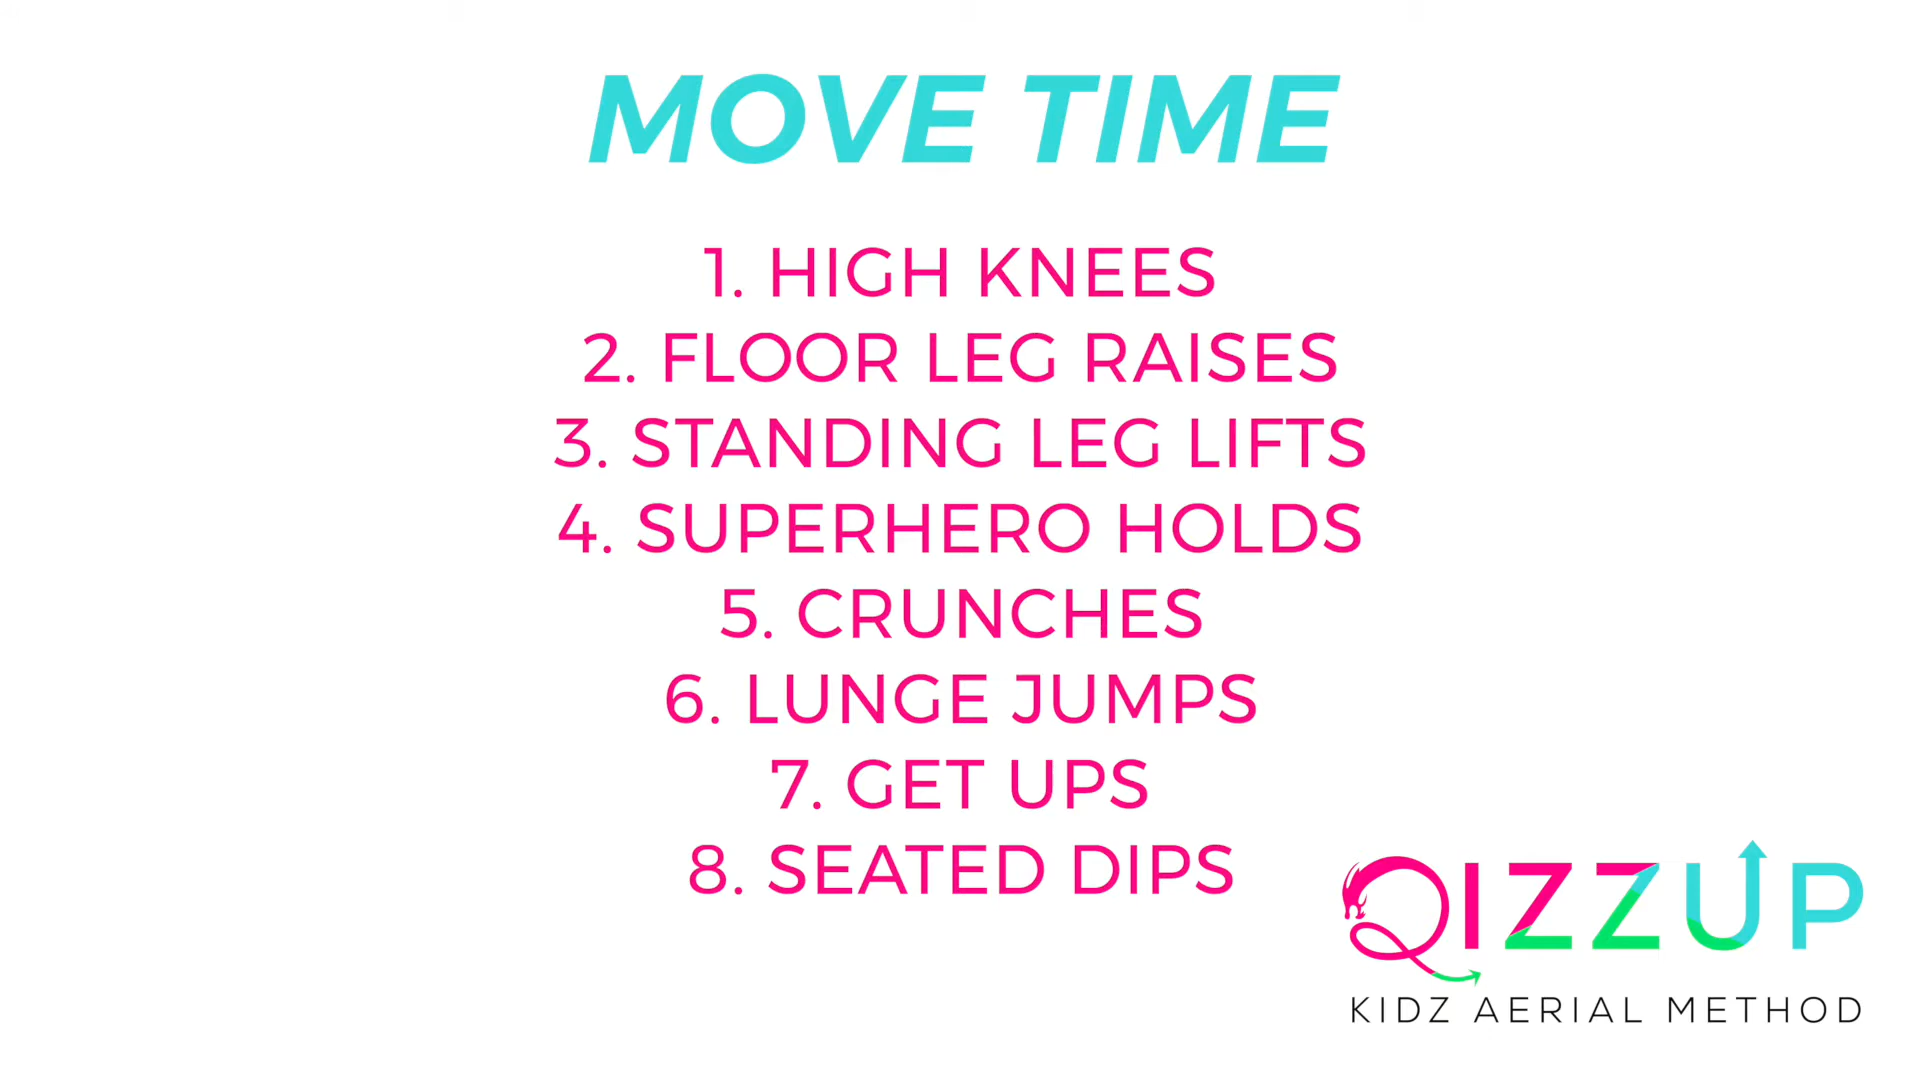 MOVE TIME
1. HIGH KNEES
2. FLOOR LEG RAISES
3. STANDING LEG LIFTS
4. SUPERHERO HOLDS
5. CRUNCHES
6. LUNGE JUMPS
7. GET UPS
8. SEATED DIPS
QIZZUP
KIDZ AERIAL METHOD